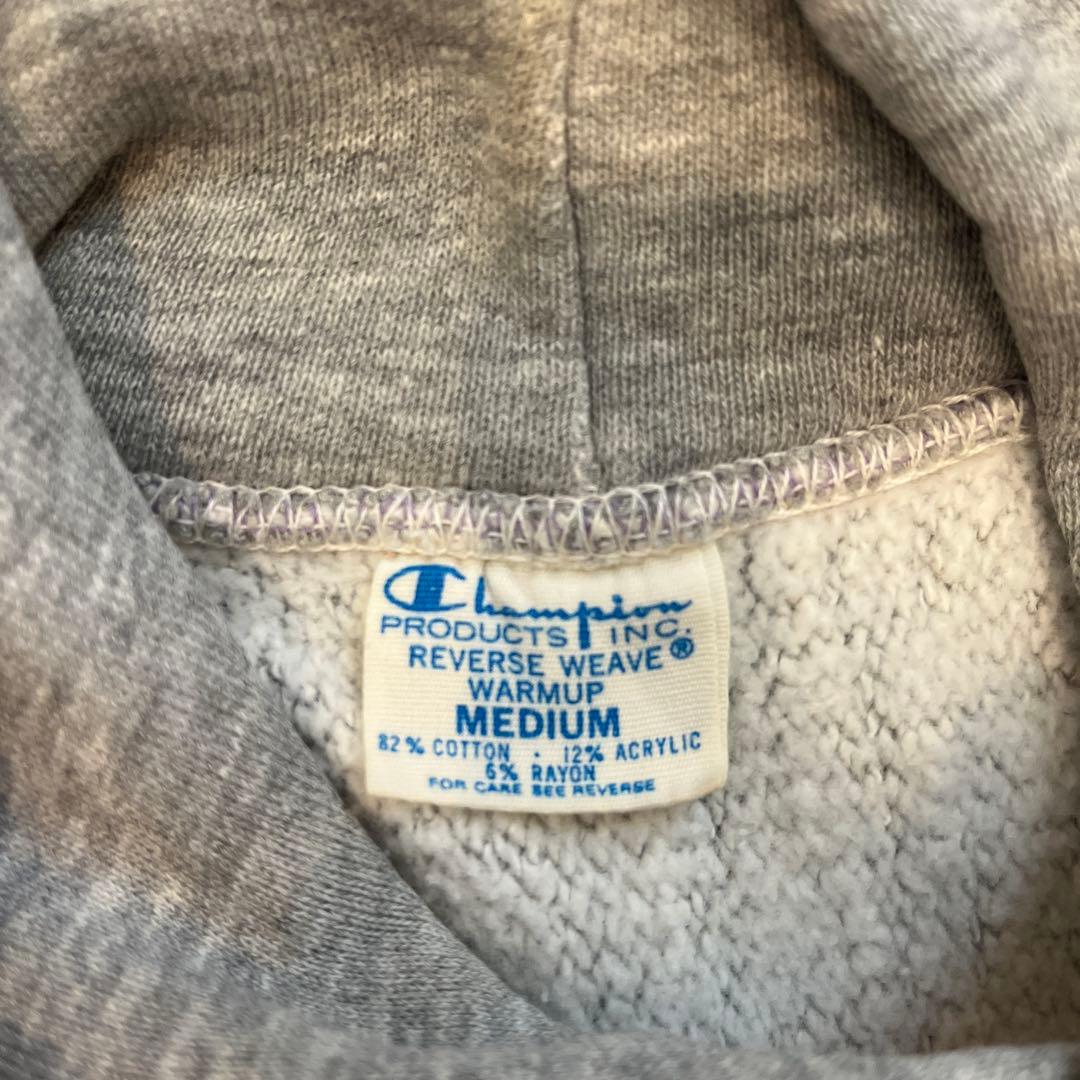 Champion
PRODUCTS INC.
REVERSE WEAVE®
WARMUP
MEDIUM
82% COTTON · 12% ACRYLIC
6% RAYON
FOR CARE SEE REVERSE